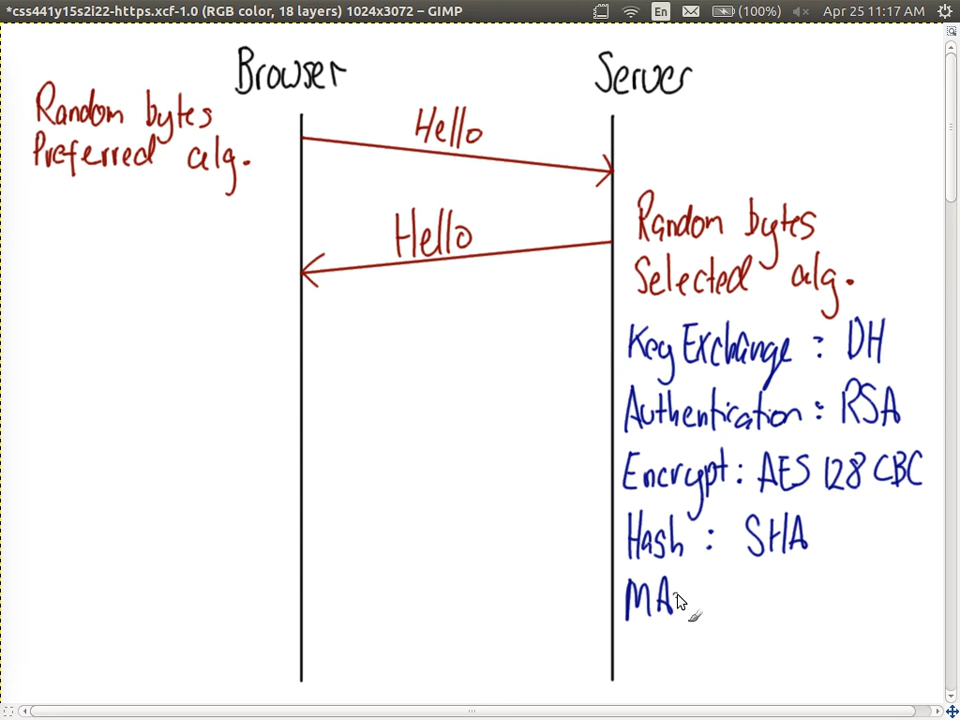 *css441y15s2i22-https.xcf-1.0 (RGB color, 18 layers) 1024x3072 – GIMP
En
(100%)
Apr 25 11:17 AM
Browser
Server
Random bytes
Preferred alg.
Hello
Hello
Random bytes
Selected alg.
Key Exchange : DH
Authentication : RSA
Encrypt : AES 128 CBC
Hash : SHA
MA